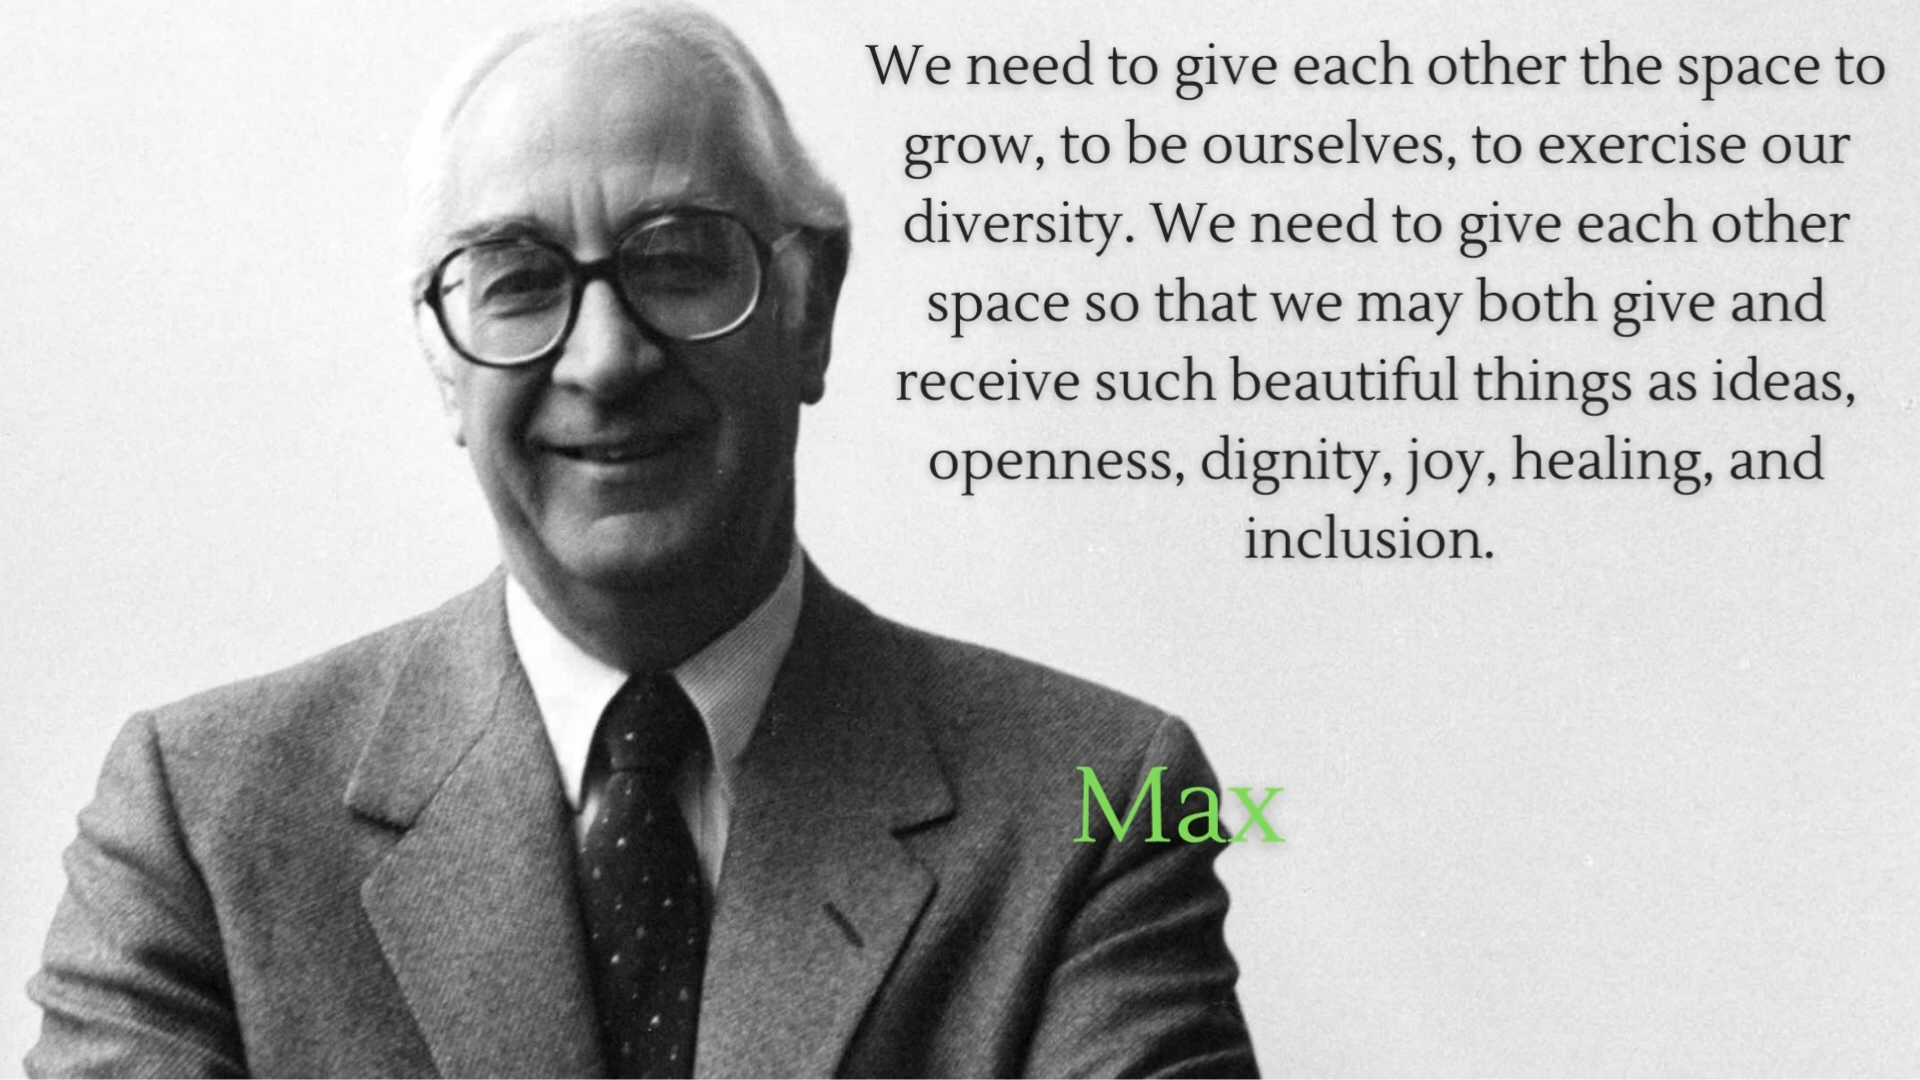 We need to give each other the space to
grow, to be ourselves, to exercise our
diversity. We need to give each other
space so that we may both give and
receive such beautiful things as ideas,
openness, dignity, joy, healing, and
inclusion.
Max